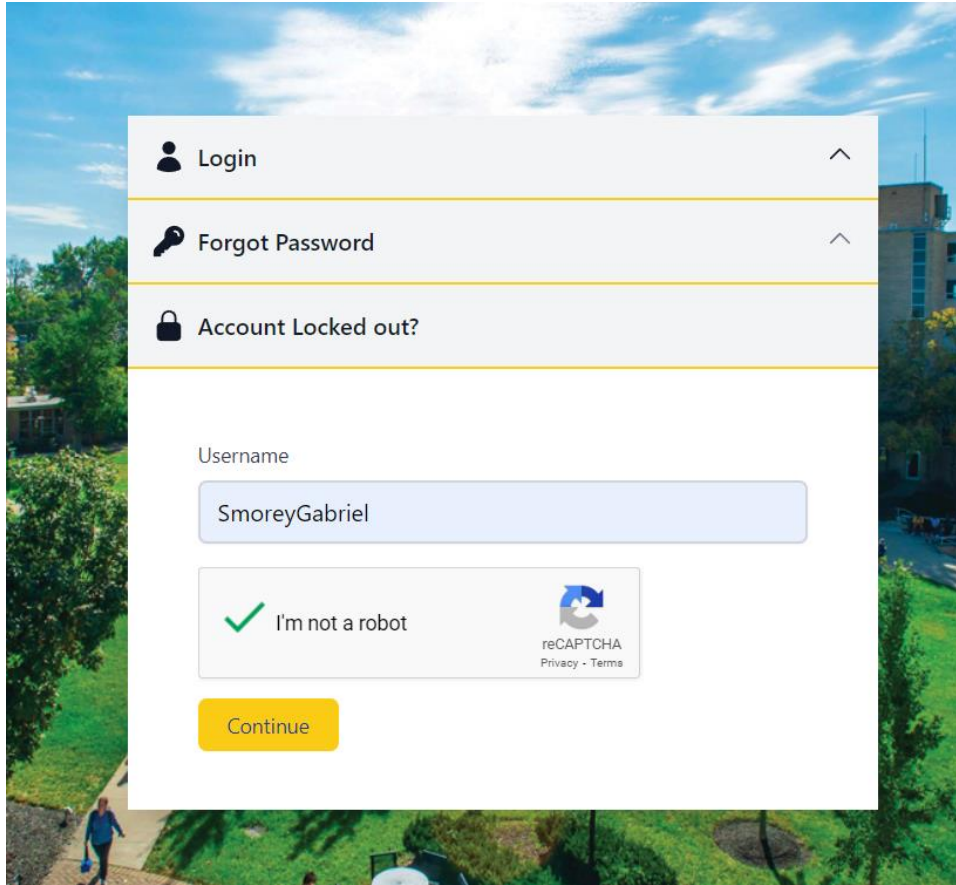 Login
Forgot Password
Account Locked out?
Username
SmoreyGabriel
I'm not a robot
reCAPTCHA
Privacy - Terms
Continue